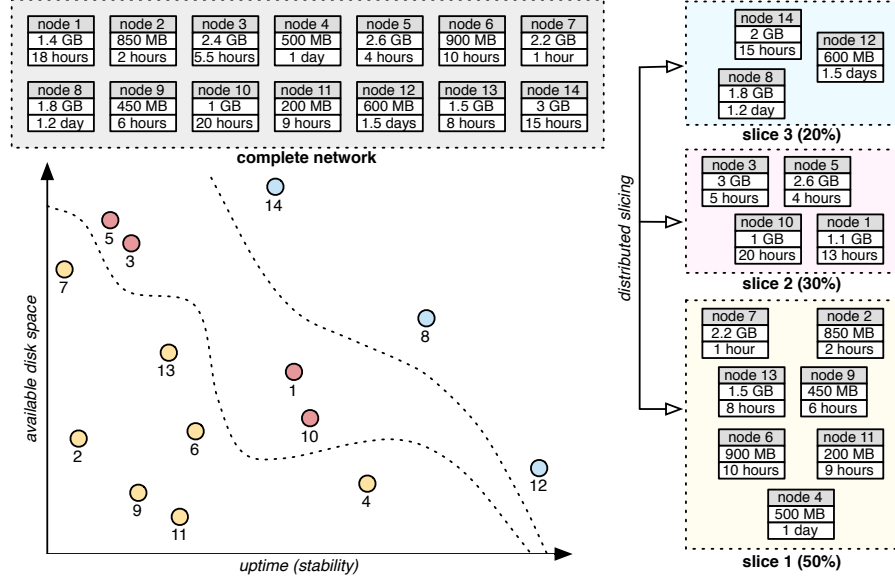 node 1
1.4 GB
18 hours
node 2
850 MB
2 hours
node 3
2.4 GB
5.5 hours
node 4
500 MB
1 day
node 5
2.6 GB
4 hours
node 6
900 MB
10 hours
node 7
2.2 GB
1 hour
node 8
1.8 GB
1.2 day
node 9
450 MB
6 hours
node 10
1 GB
20 hours
node 11
200 MB
9 hours
node 12
600 MB
1.5 days
node 13
1.5 GB
8 hours
node 14
3 GB
15 hours
complete network
available disk space
14
5
3
7
8
13
1
10
6
2
12
4
9
11
uptime (stability)
distributed slicing
node 14
2 GB
15 hours
node 12
600 MB
1.5 days
node 8
1.8 GB
1.2 day
slice 3 (20%)
node 3
3 GB
5 hours
node 5
2.6 GB
4 hours
node 10
1 GB
20 hours
node 1
1.1 GB
13 hours
slice 2 (30%)
node 7
2.2 GB
1 hour
node 2
850 MB
2 hours
node 13
1.5 GB
8 hours
node 9
450 MB
6 hours
node 6
900 MB
10 hours
node 11
200 MB
9 hours
node 4
500 MB
1 day
slice 1 (50%)